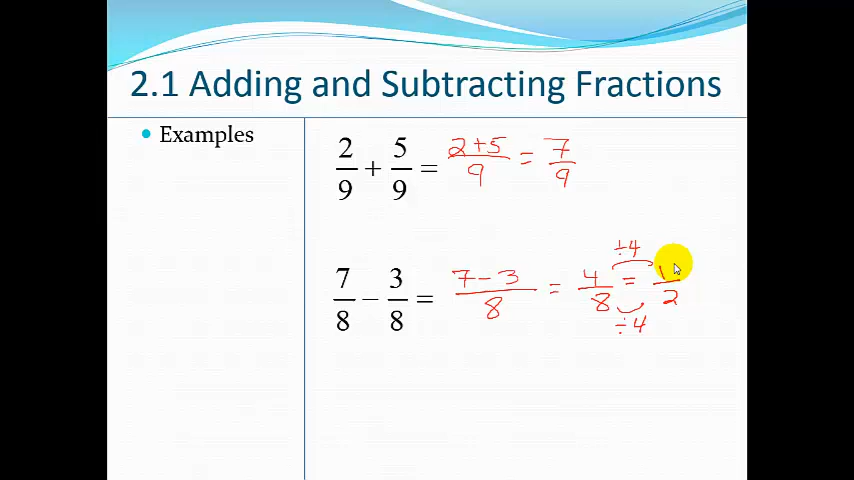 2.1 Adding and Subtracting Fractions
• Examples
2/9 + 5/9 = (2+5)/9 = 7/9
÷4
7/8 − 3/8 = (7−3)/8 = 4/8 = 1/2
÷4